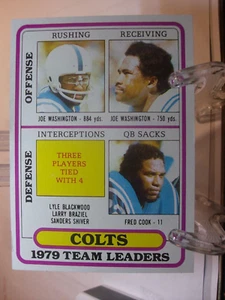 RUSHING RECEIVING
OFFENSE
JOE WASHINGTON - 884 yds. JOE WASHINGTON - 750 yds.
INTERCEPTIONS QB SACKS
DEFENSE
THREE
PLAYERS
TIED
WITH 4
LYLE BLACKWOOD
LARRY BRAZIEL
SANDERS SHIVER
FRED COOK - 11
COLTS
1979 TEAM LEADERS